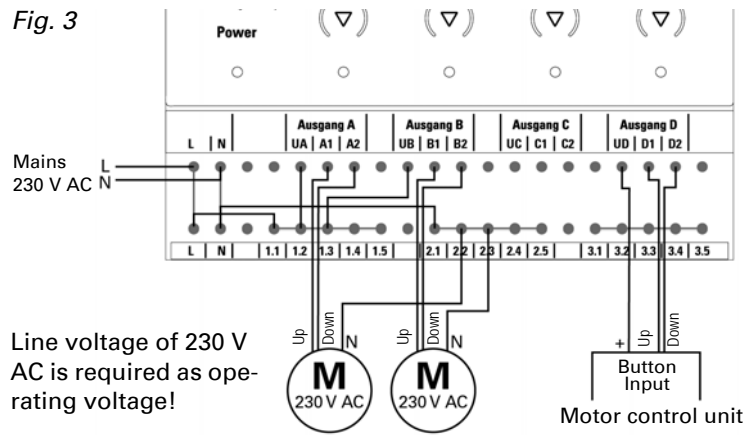 Fig. 3
Power
Ausgang A Ausgang B Ausgang C Ausgang D
L | N | UA | A1 | A2 | UB | B1 | B2 | UC | C1 | C2 | UD | D1 | D2
Mains L
230 V AC N
L | N | 1.1 | 1.2 | 1.3 | 1.4 | 1.5 | 2.1 | 2.2 | 2.3 | 2.4 | 2.5 | 3.1 | 3.2 | 3.3 | 3.4 | 3.5
Up Down N Up Down N + Up Down
Line voltage of 230 V
AC is required as ope-
rating voltage!
M
230 V AC
M
230 V AC
Button
Input
Motor control unit